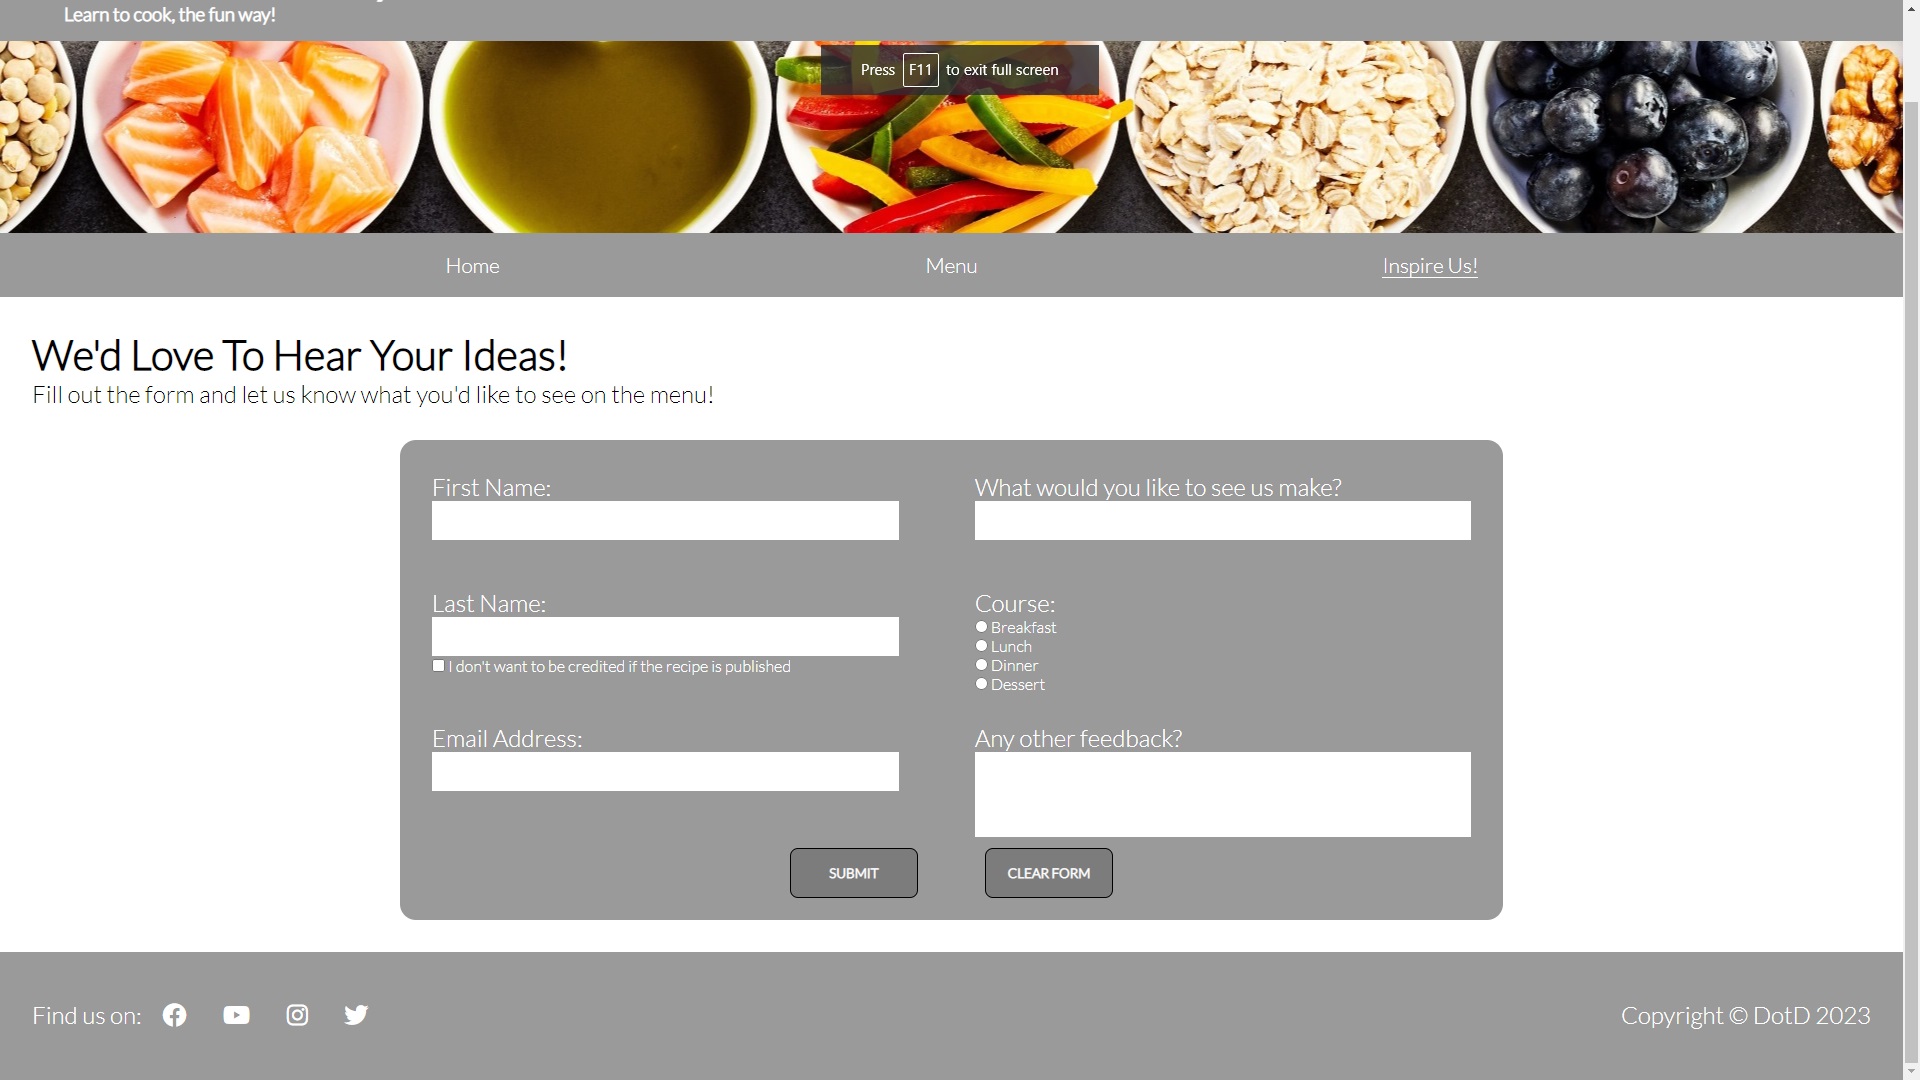 Learn to cook, the fun way!
Press F11 to exit full screen
Home Menu Inspire Us!
We'd Love To Hear Your Ideas!
Fill out the form and let us know what you'd like to see on the menu!
First Name:
What would you like to see us make?
Last Name:
I don't want to be credited if the recipe is published
Course:
Breakfast
Lunch
Dinner
Dessert
Email Address:
Any other feedback?
SUBMIT
CLEAR FORM
Find us on:
Copyright © DotD 2023